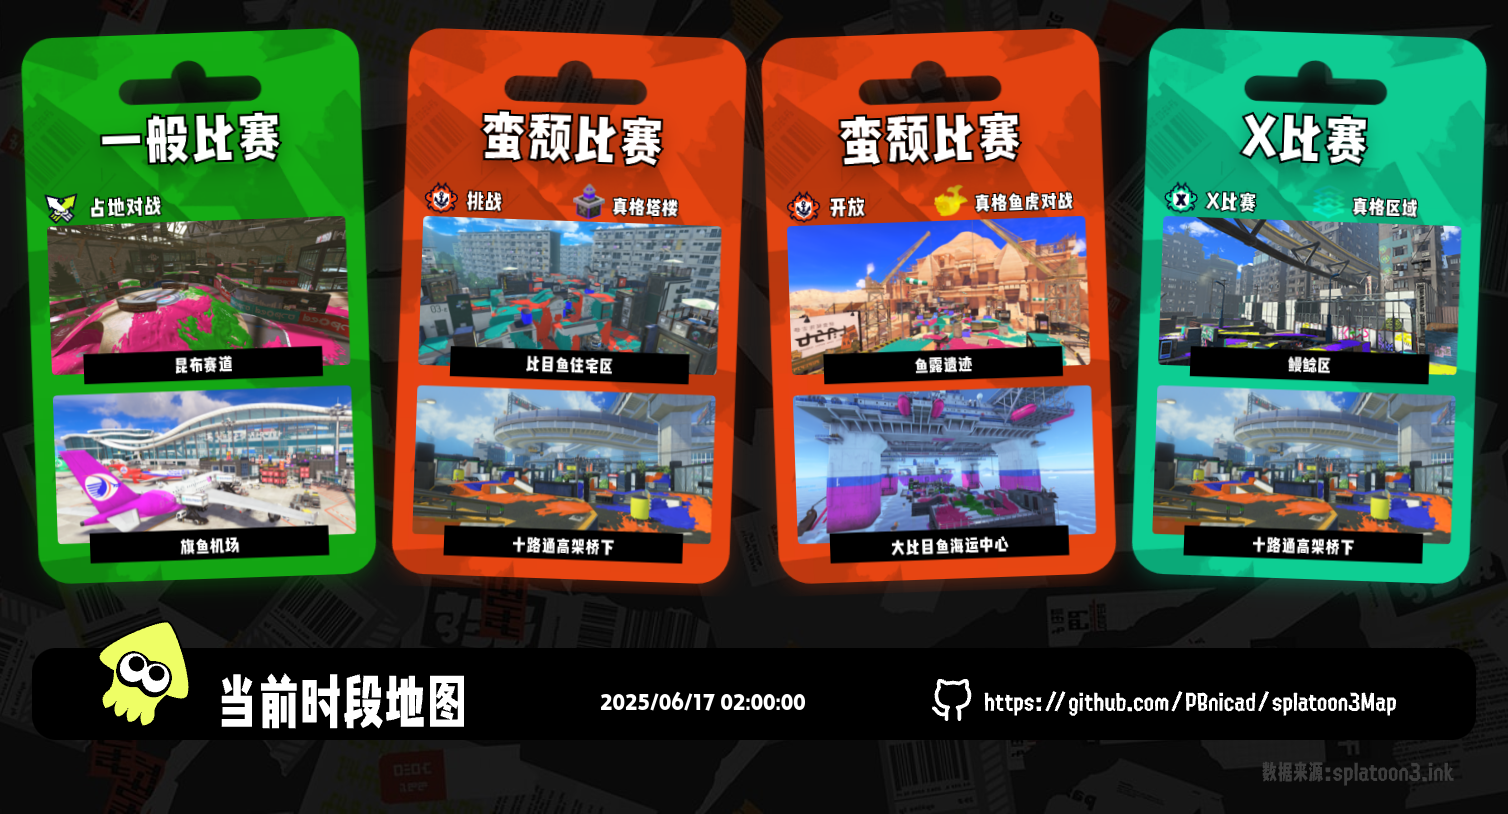 一般比赛
占地对战
昆布赛道
旗鱼机场
蛮颓比赛
挑战
真格塔楼
比目鱼住宅区
十路通高架桥下
蛮颓比赛
开放
真格鱼虎对战
鱼露遗迹
大比目鱼海运中心
X比赛
X比赛
真格区域
鳗鲶区
十路通高架桥下
当前时段地图
2025/06/17 02:00:00
https://github.com/PBnicad/splatoon3Map
数据来源:splatoon3.ink